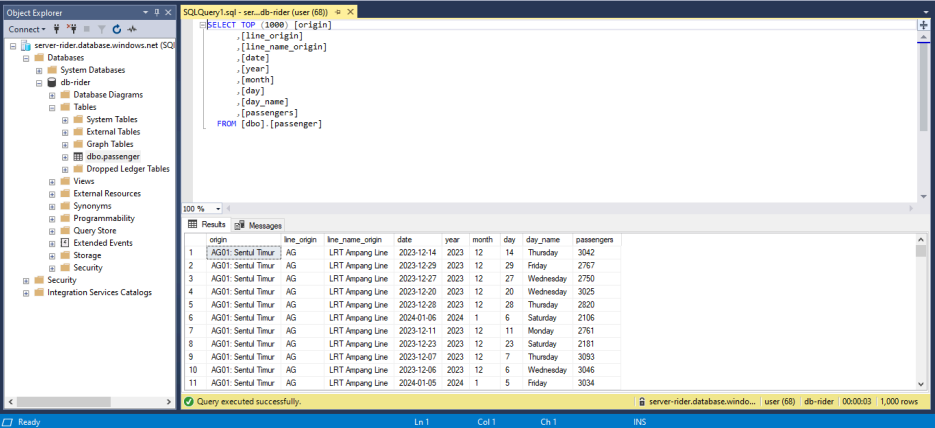 Object Explorer
Connect
server-rider.database.windows.net (SQL
Databases
System Databases
db-rider
Database Diagrams
Tables
System Tables
External Tables
Graph Tables
dbo.passenger
Dropped Ledger Tables
Views
External Resources
Synonyms
Programmability
Query Store
Extended Events
Storage
Security
Security
Integration Services Catalogs
SQLQuery1.sql - ser...db-rider (user (68))
SELECT TOP (1000) [origin]
,[line_origin]
,[line_name_origin]
,[date]
,[year]
,[month]
,[day]
,[day_name]
,[passengers]
FROM [dbo].[passenger]
100 %
Results Messages
origin line_origin line_name_origin date year month day day_name passengers
1 AG01: Sentul Timur AG LRT Ampang Line 2023-12-14 2023 12 14 Thursday 3042
2 AG01: Sentul Timur AG LRT Ampang Line 2023-12-29 2023 12 29 Friday 2767
3 AG01: Sentul Timur AG LRT Ampang Line 2023-12-27 2023 12 27 Wednesday 2750
4 AG01: Sentul Timur AG LRT Ampang Line 2023-12-20 2023 12 20 Wednesday 3025
5 AG01: Sentul Timur AG LRT Ampang Line 2023-12-28 2023 12 28 Thursday 2820
6 AG01: Sentul Timur AG LRT Ampang Line 2024-01-06 2024 1 6 Saturday 2106
7 AG01: Sentul Timur AG LRT Ampang Line 2023-12-11 2023 12 11 Monday 2761
8 AG01: Sentul Timur AG LRT Ampang Line 2023-12-23 2023 12 23 Saturday 2181
9 AG01: Sentul Timur AG LRT Ampang Line 2023-12-07 2023 12 7 Thursday 3093
10 AG01: Sentul Timur AG LRT Ampang Line 2023-12-06 2023 12 6 Wednesday 3046
11 AG01: Sentul Timur AG LRT Ampang Line 2024-01-05 2024 1 5 Friday 3034
Query executed successfully. server-rider.database.windo... user (68) db-rider 00:00:03 1,000 rows
Ready Ln 1 Col 1 Ch 1 INS